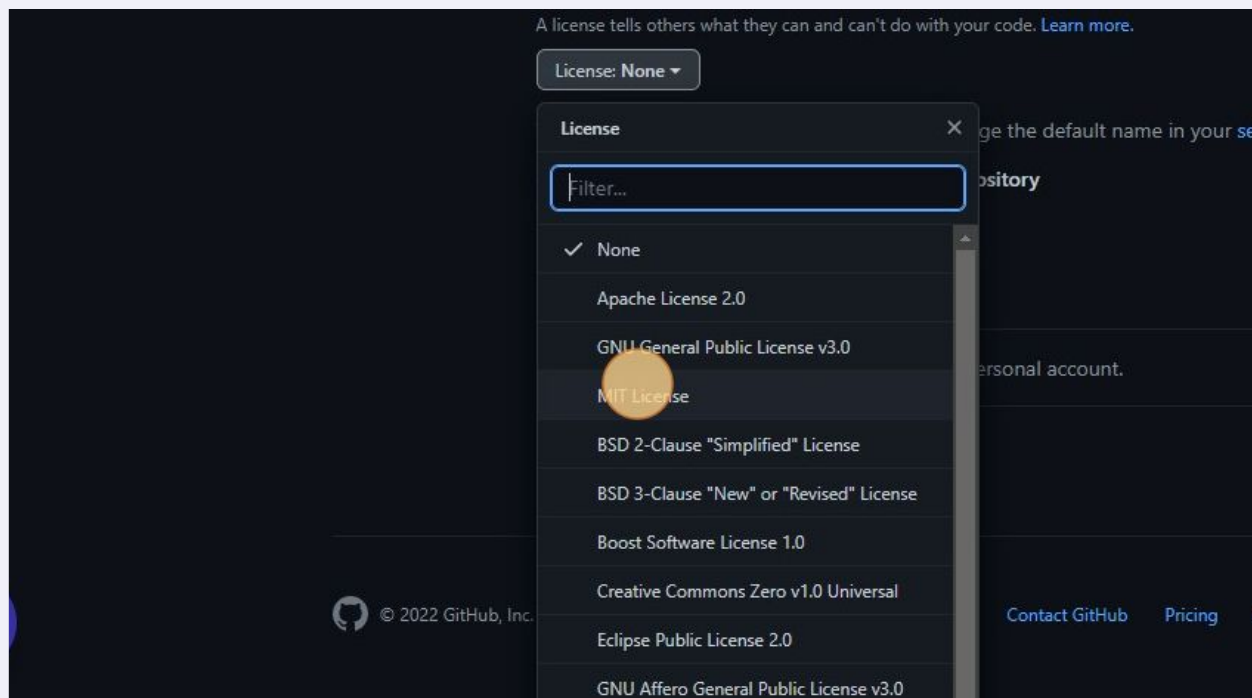 A license tells others what they can and can't do with your code. Learn more.
License: None
License
ge the default name in your se
Filter...
ository
None
Apache License 2.0
GNU General Public License v3.0
ersonal account.
MIT License
BSD 2-Clause "Simplified" License
BSD 3-Clause "New" or "Revised" License
Boost Software License 1.0
Creative Commons Zero v1.0 Universal
© 2022 GitHub, Inc.
Contact GitHub Pricing
Eclipse Public License 2.0
GNU Affero General Public License v3.0